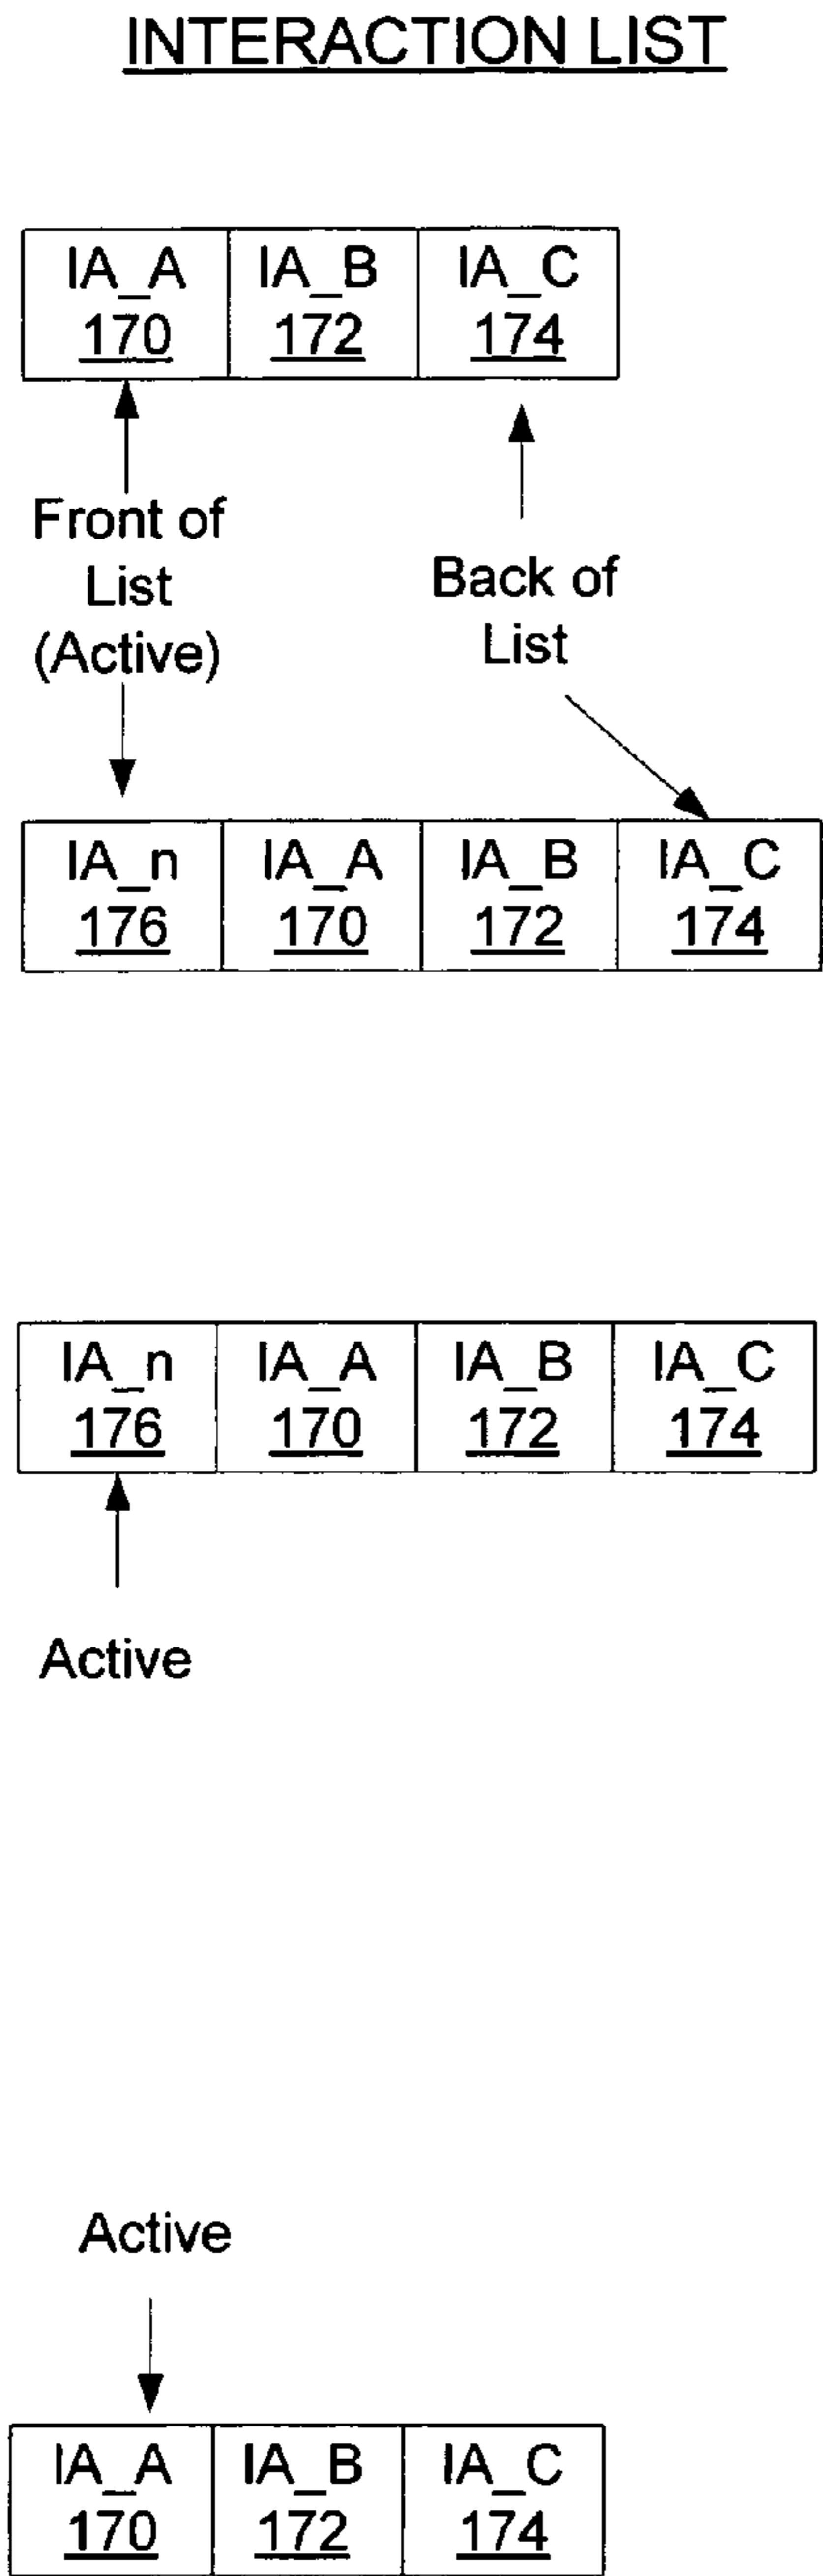 INTERACTION LIST
IA_A IA_B IA_C
170 172 174
Front of
List
(Active)
Back of
List
IA_n IA_A IA_B IA_C
176 170 172 174
IA_n IA_A IA_B IA_C
176 170 172 174
Active
Active
IA_A IA_B IA_C
170 172 174